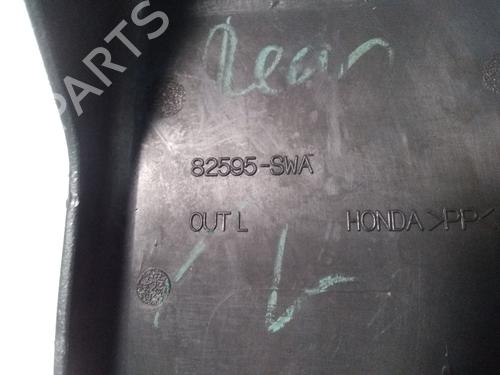 PARTS
Rear
82595-SWA
OUT L
HONDA >PP<
L